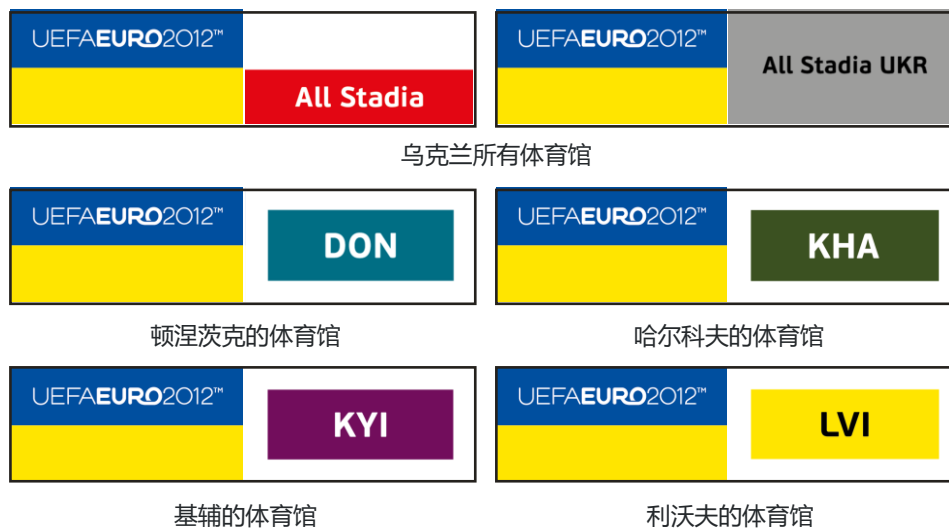 UEFAEURO2012™
All Stadia
UEFAEURO2012™
All Stadia UKR
乌克兰所有体育馆
UEFAEURO2012™
DON
UEFAEURO2012™
KHA
顿涅茨克的体育馆
哈尔科夫的体育馆
UEFAEURO2012™
KYI
UEFAEURO2012™
LVI
基辅的体育馆
利沃夫的体育馆